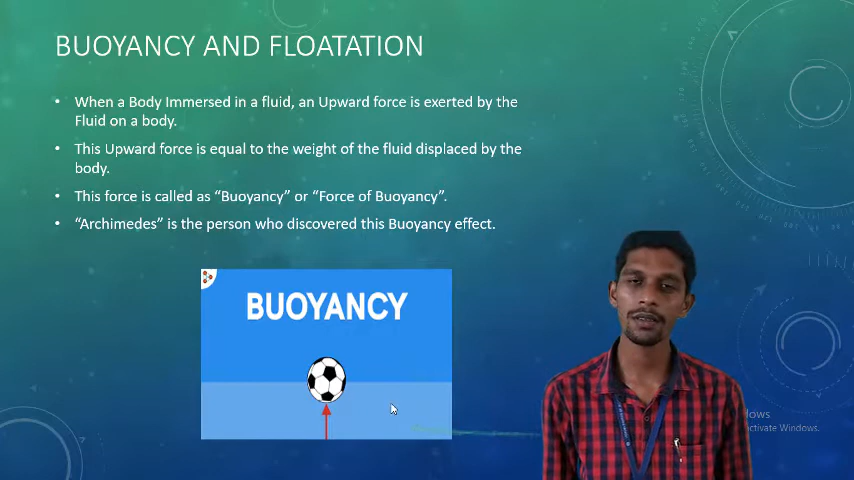 BUOYANCY AND FLOATATION
• When a Body Immersed in a fluid, an Upward force is exerted by the
Fluid on a body.
• This Upward force is equal to the weight of the fluid displaced by the
body.
• This force is called as “Buoyancy” or “Force of Buoyancy”.
• “Archimedes” is the person who discovered this Buoyancy effect.
BUOYANCY
ctivate Windows.